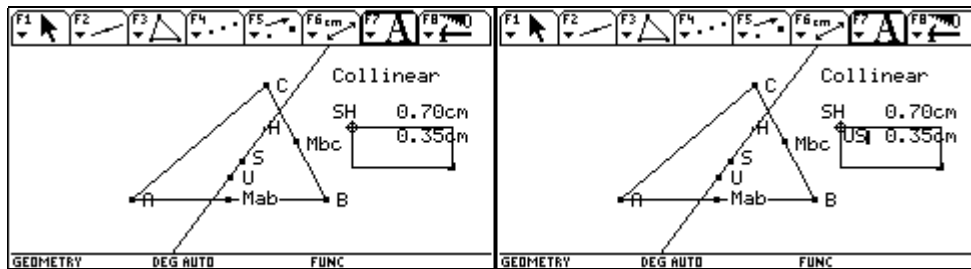 F1 F2 F3 F4 F5 F6 cm F7 A F8
Collinear
C
SH 0.70cm
H
0.35cm
Mbc
S
U
A
Mab
B
GEOMETRY DEG AUTO FUNC
F1 F2 F3 F4 F5 F6 cm F7 A F8
Collinear
C
SH 0.70cm
H
US 0.35cm
Mbc
S
U
A
Mab
B
GEOMETRY DEG AUTO FUNC